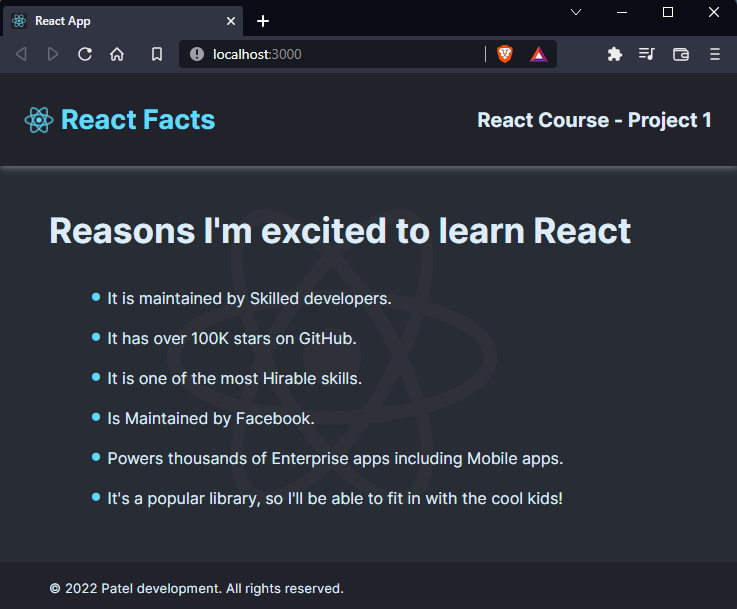 React App
localhost:3000
React Facts
React Course - Project 1
Reasons I'm excited to learn React
It is maintained by Skilled developers.
It has over 100K stars on GitHub.
It is one of the most Hirable skills.
Is Maintained by Facebook.
Powers thousands of Enterprise apps including Mobile apps.
It's a popular library, so I'll be able to fit in with the cool kids!
© 2022 Patel development. All rights reserved.